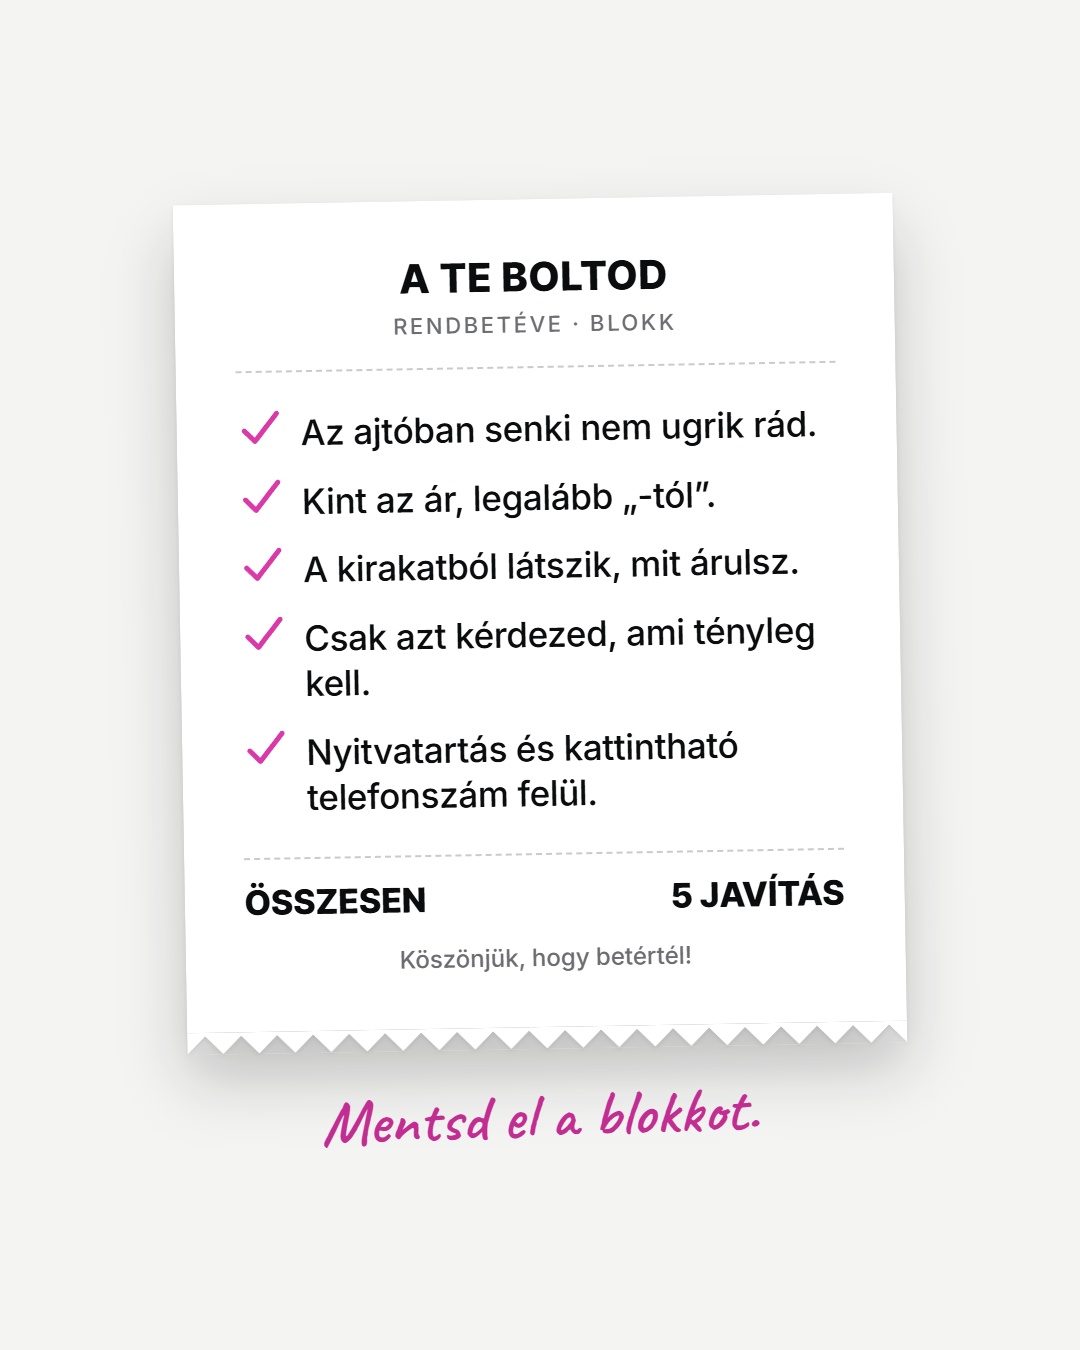 A TE BOLTOD
RENDBETÉVE · BLOKK
Az ajtóban senki nem ugrik rád.
Kint az ár, legalább „-tól”.
A kirakatból látszik, mit árulsz.
Csak azt kérdezed, ami tényleg
kell.
Nyitvatartás és kattintható
telefonszám felül.
ÖSSZESEN 5 JAVÍTÁS
Köszönjük, hogy betértél!
Mentsd el a blokkot.